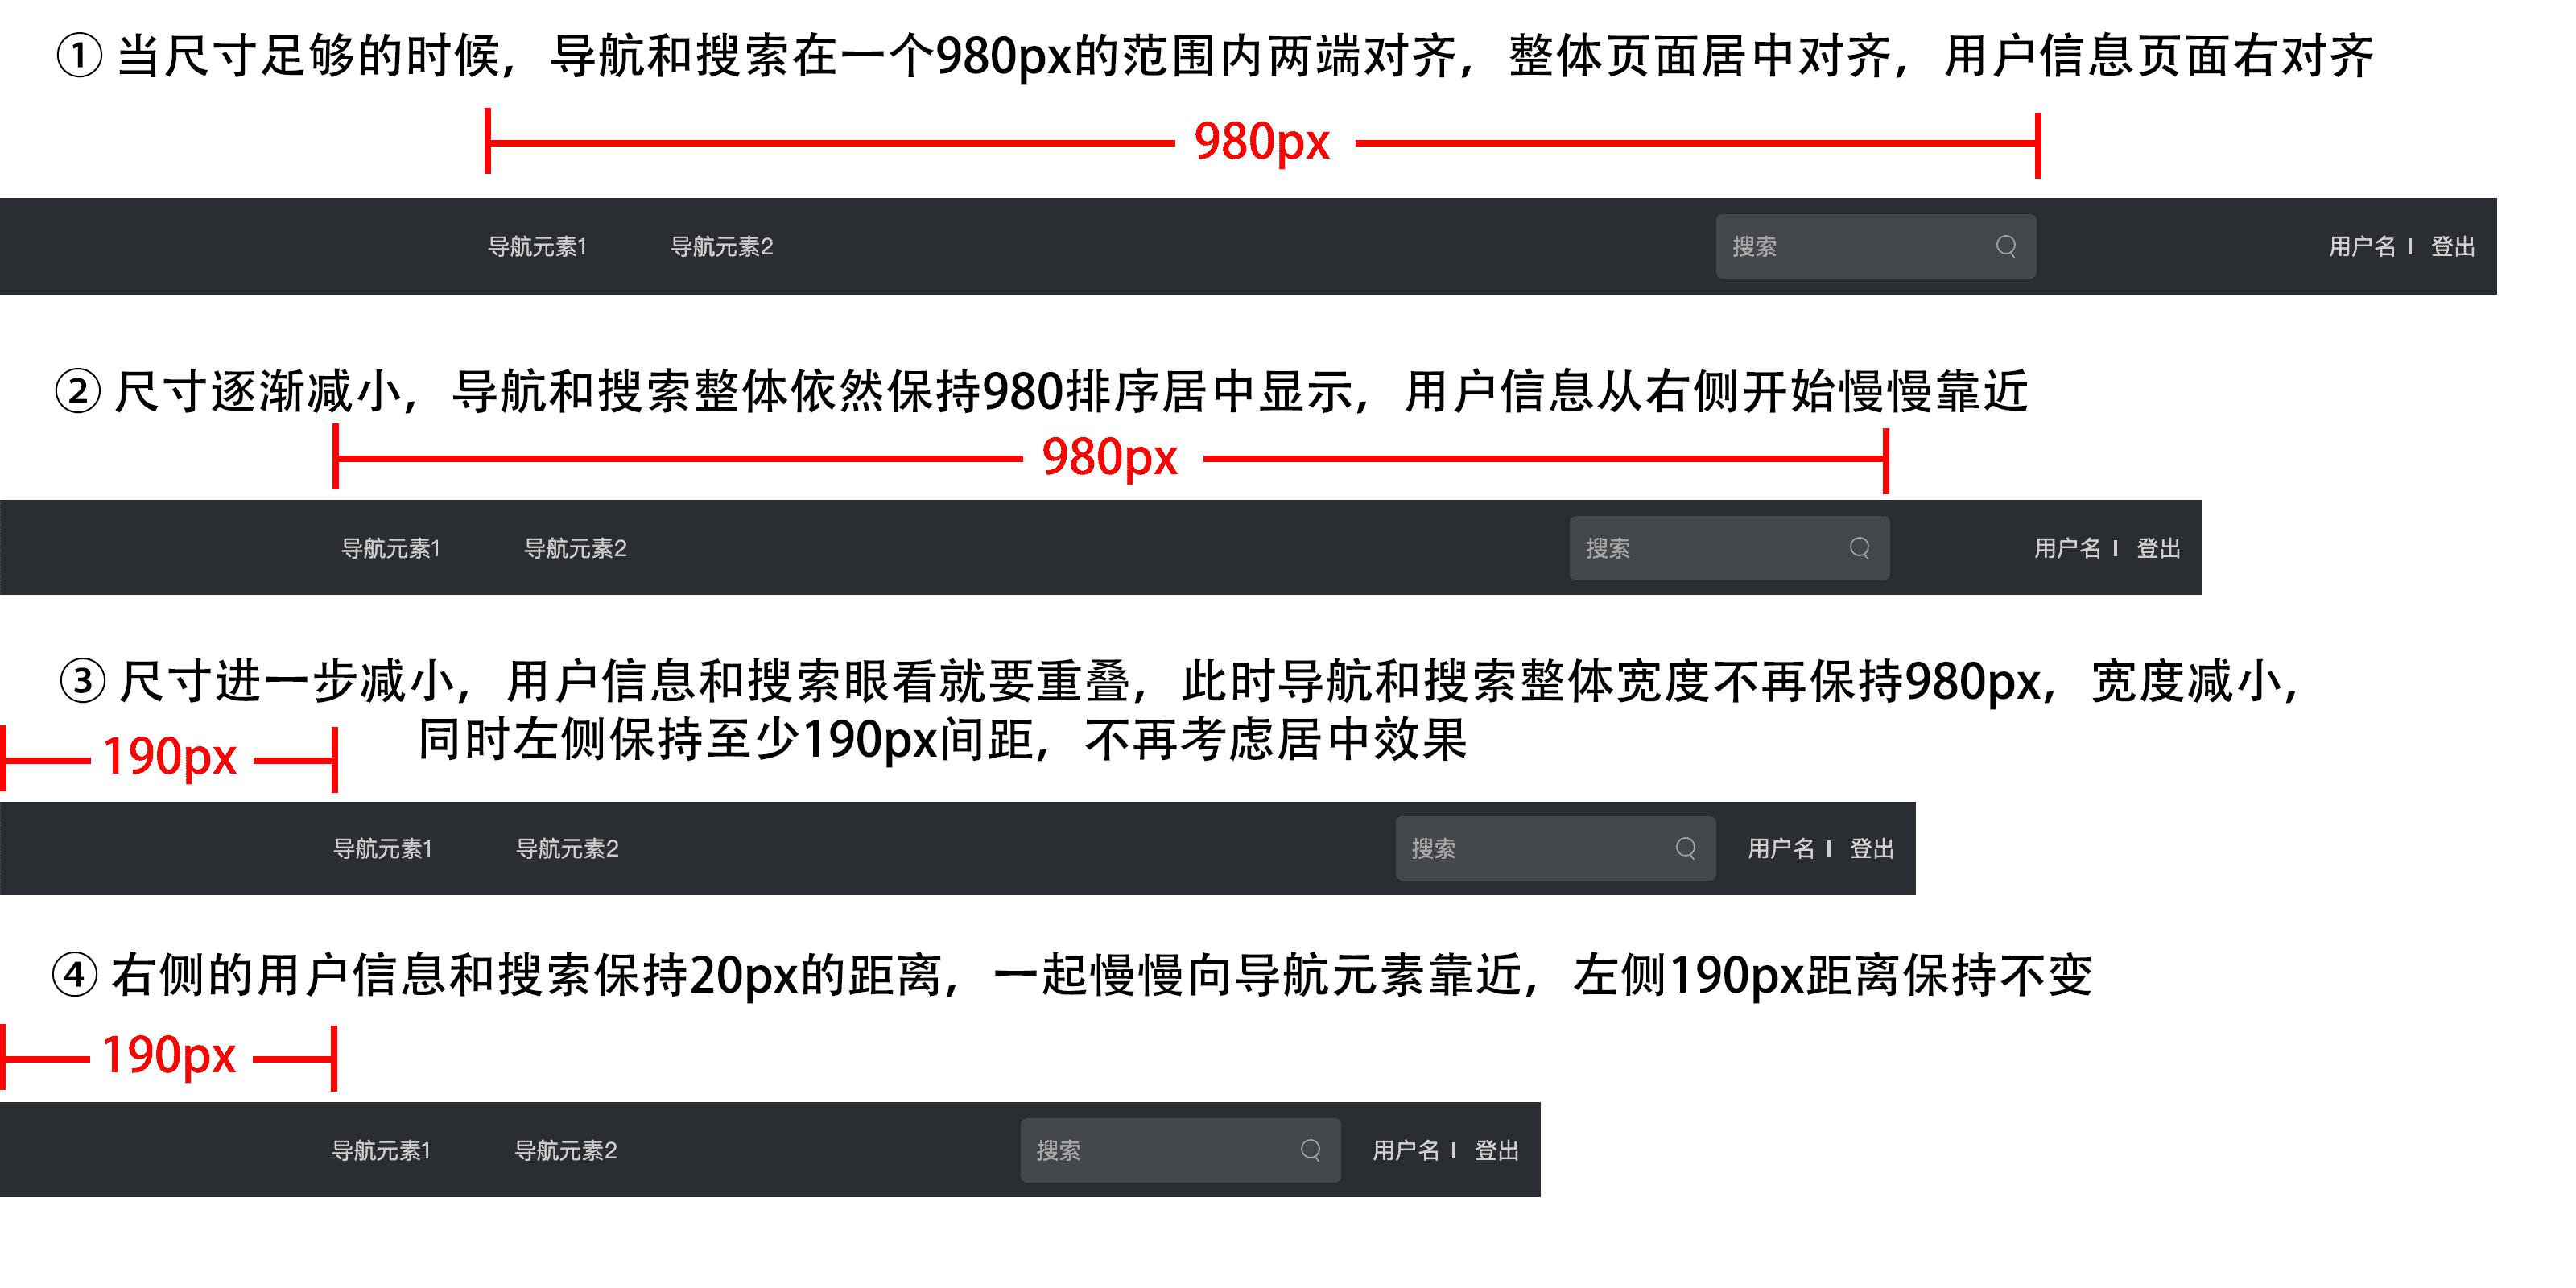 ① 当尺寸足够的时候，导航和搜索在一个980px的范围内两端对齐，整体页面居中对齐，用户信息页面右对齐
980px
导航元素1 导航元素2 搜索 用户名 | 登出
② 尺寸逐渐减小，导航和搜索整体依然保持980排序居中显示，用户信息从右侧开始慢慢靠近
980px
导航元素1 导航元素2 搜索 用户名 | 登出
③ 尺寸进一步减小，用户信息和搜索眼看就要重叠，此时导航和搜索整体宽度不再保持980px，宽度减小，
同时左侧保持至少190px间距，不再考虑居中效果
190px
导航元素1 导航元素2 搜索 用户名 | 登出
④ 右侧的用户信息和搜索保持20px的距离，一起慢慢向导航元素靠近，左侧190px距离保持不变
190px
导航元素1 导航元素2 搜索 用户名 | 登出